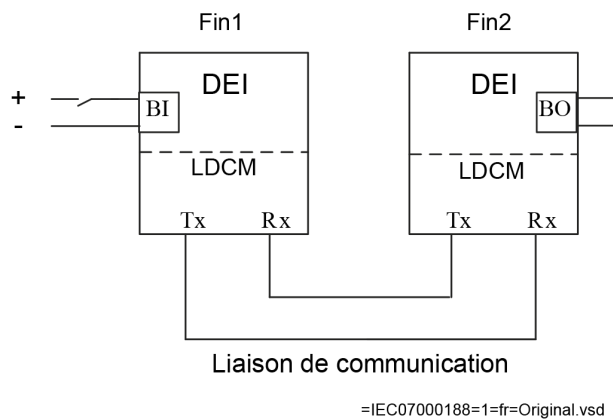 Fin1 Fin2
DEI DEI
+ BI BO
-
LDCM LDCM
Tx Rx Tx Rx
Liaison de communication
=IEC07000188=1=fr=Original.vsd